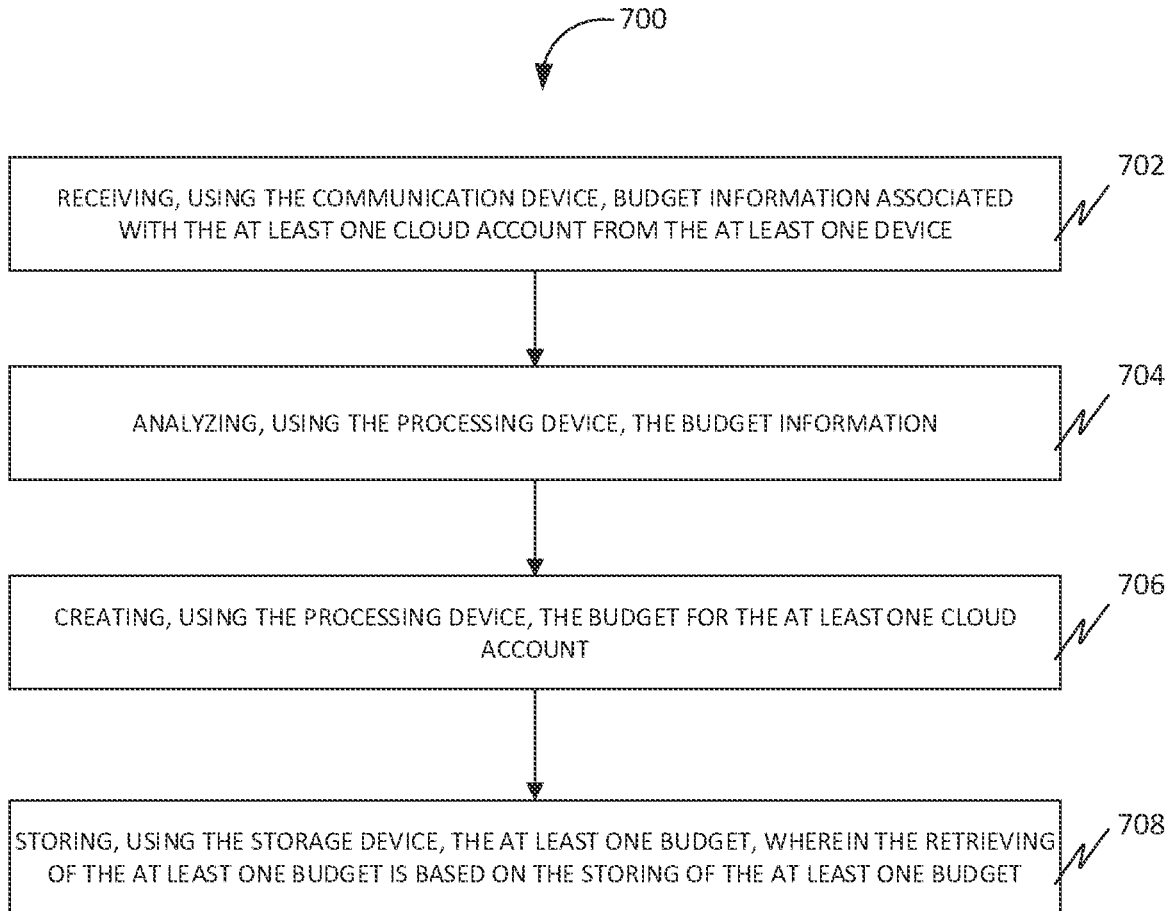 700
702
RECEIVING, USING THE COMMUNICATION DEVICE, BUDGET INFORMATION ASSOCIATED
WITH THE AT LEAST ONE CLOUD ACCOUNT FROM THE AT LEAST ONE DEVICE
704
ANALYZING, USING THE PROCESSING DEVICE, THE BUDGET INFORMATION
706
CREATING, USING THE PROCESSING DEVICE, THE BUDGET FOR THE AT LEAST ONE CLOUD
ACCOUNT
708
STORING, USING THE STORAGE DEVICE, THE AT LEAST ONE BUDGET, WHEREIN THE RETRIEVING
OF THE AT LEAST ONE BUDGET IS BASED ON THE STORING OF THE AT LEAST ONE BUDGET